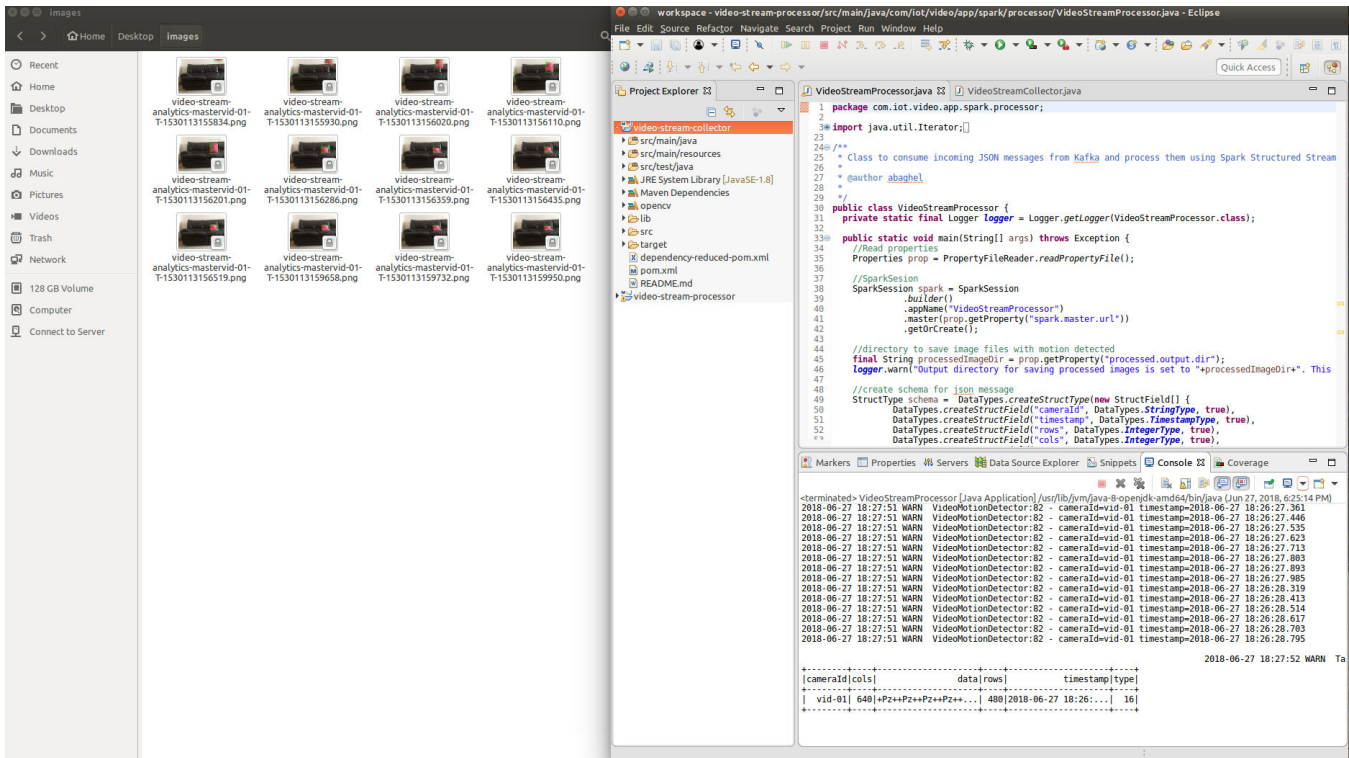 images
Home Desktop images
Recent
Home
Desktop
Documents
Downloads
Music
Pictures
Videos
Trash
Network
128 GB Volume
Computer
Connect to Server
video-stream-analytics-mastervid-01-T-1530113155834.png
video-stream-analytics-mastervid-01-T-1530113155930.png
video-stream-analytics-mastervid-01-T-1530113156020.png
video-stream-analytics-mastervid-01-T-1530113156110.png
video-stream-analytics-mastervid-01-T-1530113156201.png
video-stream-analytics-mastervid-01-T-1530113156286.png
video-stream-analytics-mastervid-01-T-1530113156359.png
video-stream-analytics-mastervid-01-T-1530113156435.png
video-stream-analytics-mastervid-01-T-1530113156519.png
video-stream-analytics-mastervid-01-T-1530113159658.png
video-stream-analytics-mastervid-01-T-1530113159732.png
video-stream-analytics-mastervid-01-T-1530113159950.png
workspace - video-stream-processor/src/main/java/com/iot/video/app/spark/processor/VideoStreamProcessor.java - Eclipse
File Edit Source Refactor Navigate Search Project Run Window Help
Quick Access
Project Explorer
video-stream-collector
src/main/java
src/main/resources
src/test/java
JRE System Library [JavaSE-1.8]
Maven Dependencies
opencv
lib
src
target
dependency-reduced-pom.xml
pom.xml
README.md
video-stream-processor
VideoStreamProcessor.java VideoStreamCollector.java
1 package com.iot.video.app.spark.processor;
2
3 import java.util.Iterator;
23
24 /**
25 * Class to consume incoming JSON messages from Kafka and process them using Spark Structured Stream
26 *
27 * @author abaghel
28 *
29 */
30 public class VideoStreamProcessor {
31 private static final Logger logger = Logger.getLogger(VideoStreamProcessor.class);
32
33 public static void main(String[] args) throws Exception {
34 //Read properties
35 Properties prop = PropertyFileReader.readPropertyFile();
36
37 //SparkSesion
38 SparkSession spark = SparkSession
39 .builder()
40 .appName("VideoStreamProcessor")
41 .master(prop.getProperty("spark.master.url"))
42 .getOrCreate();
43
44 //directory to save image files with motion detected
45 final String processedImageDir = prop.getProperty("processed.output.dir");
46 logger.warn("Output directory for saving processed images is set to "+processedImageDir+". This
47
48 //create schema for json message
49 StructType schema = DataTypes.createStructType(new StructField[] {
50 DataTypes.createStructField("cameraId", DataTypes.StringType, true),
51 DataTypes.createStructField("timestamp", DataTypes.TimestampType, true),
52 DataTypes.createStructField("rows", DataTypes.IntegerType, true),
53 DataTypes.createStructField("cols", DataTypes.IntegerType, true),
Markers Properties Servers Data Source Explorer Snippets Console Coverage
<terminated> VideoStreamProcessor [Java Application] /usr/lib/jvm/java-8-openjdk-amd64/bin/java (Jun 27, 2018, 6:25:14 PM)
2018-06-27 18:27:51 WARN VideoMotionDetector:82 - cameraId=vid-01 timestamp=2018-06-27 18:26:27.361
2018-06-27 18:27:51 WARN VideoMotionDetector:82 - cameraId=vid-01 timestamp=2018-06-27 18:26:27.446
2018-06-27 18:27:51 WARN VideoMotionDetector:82 - cameraId=vid-01 timestamp=2018-06-27 18:26:27.535
2018-06-27 18:27:51 WARN VideoMotionDetector:82 - cameraId=vid-01 timestamp=2018-06-27 18:26:27.623
2018-06-27 18:27:51 WARN VideoMotionDetector:82 - cameraId=vid-01 timestamp=2018-06-27 18:26:27.713
2018-06-27 18:27:51 WARN VideoMotionDetector:82 - cameraId=vid-01 timestamp=2018-06-27 18:26:27.803
2018-06-27 18:27:51 WARN VideoMotionDetector:82 - cameraId=vid-01 timestamp=2018-06-27 18:26:27.893
2018-06-27 18:27:51 WARN VideoMotionDetector:82 - cameraId=vid-01 timestamp=2018-06-27 18:26:27.985
2018-06-27 18:27:51 WARN VideoMotionDetector:82 - cameraId=vid-01 timestamp=2018-06-27 18:26:28.319
2018-06-27 18:27:51 WARN VideoMotionDetector:82 - cameraId=vid-01 timestamp=2018-06-27 18:26:28.413
2018-06-27 18:27:51 WARN VideoMotionDetector:82 - cameraId=vid-01 timestamp=2018-06-27 18:26:28.514
2018-06-27 18:27:51 WARN VideoMotionDetector:82 - cameraId=vid-01 timestamp=2018-06-27 18:26:28.617
2018-06-27 18:27:51 WARN VideoMotionDetector:82 - cameraId=vid-01 timestamp=2018-06-27 18:26:28.703
2018-06-27 18:27:51 WARN VideoMotionDetector:82 - cameraId=vid-01 timestamp=2018-06-27 18:26:28.795
2018-06-27 18:27:52 WARN Ta
+--------+----+--------------------+----+--------------------+----+
|cameraId|cols| data|rows| timestamp|type|
+--------+----+--------------------+----+--------------------+----+
| vid-01| 640|+Pz++Pz++Pz++Pz++...| 480|2018-06-27 18:26:...| 16|
+--------+----+--------------------+----+--------------------+----+